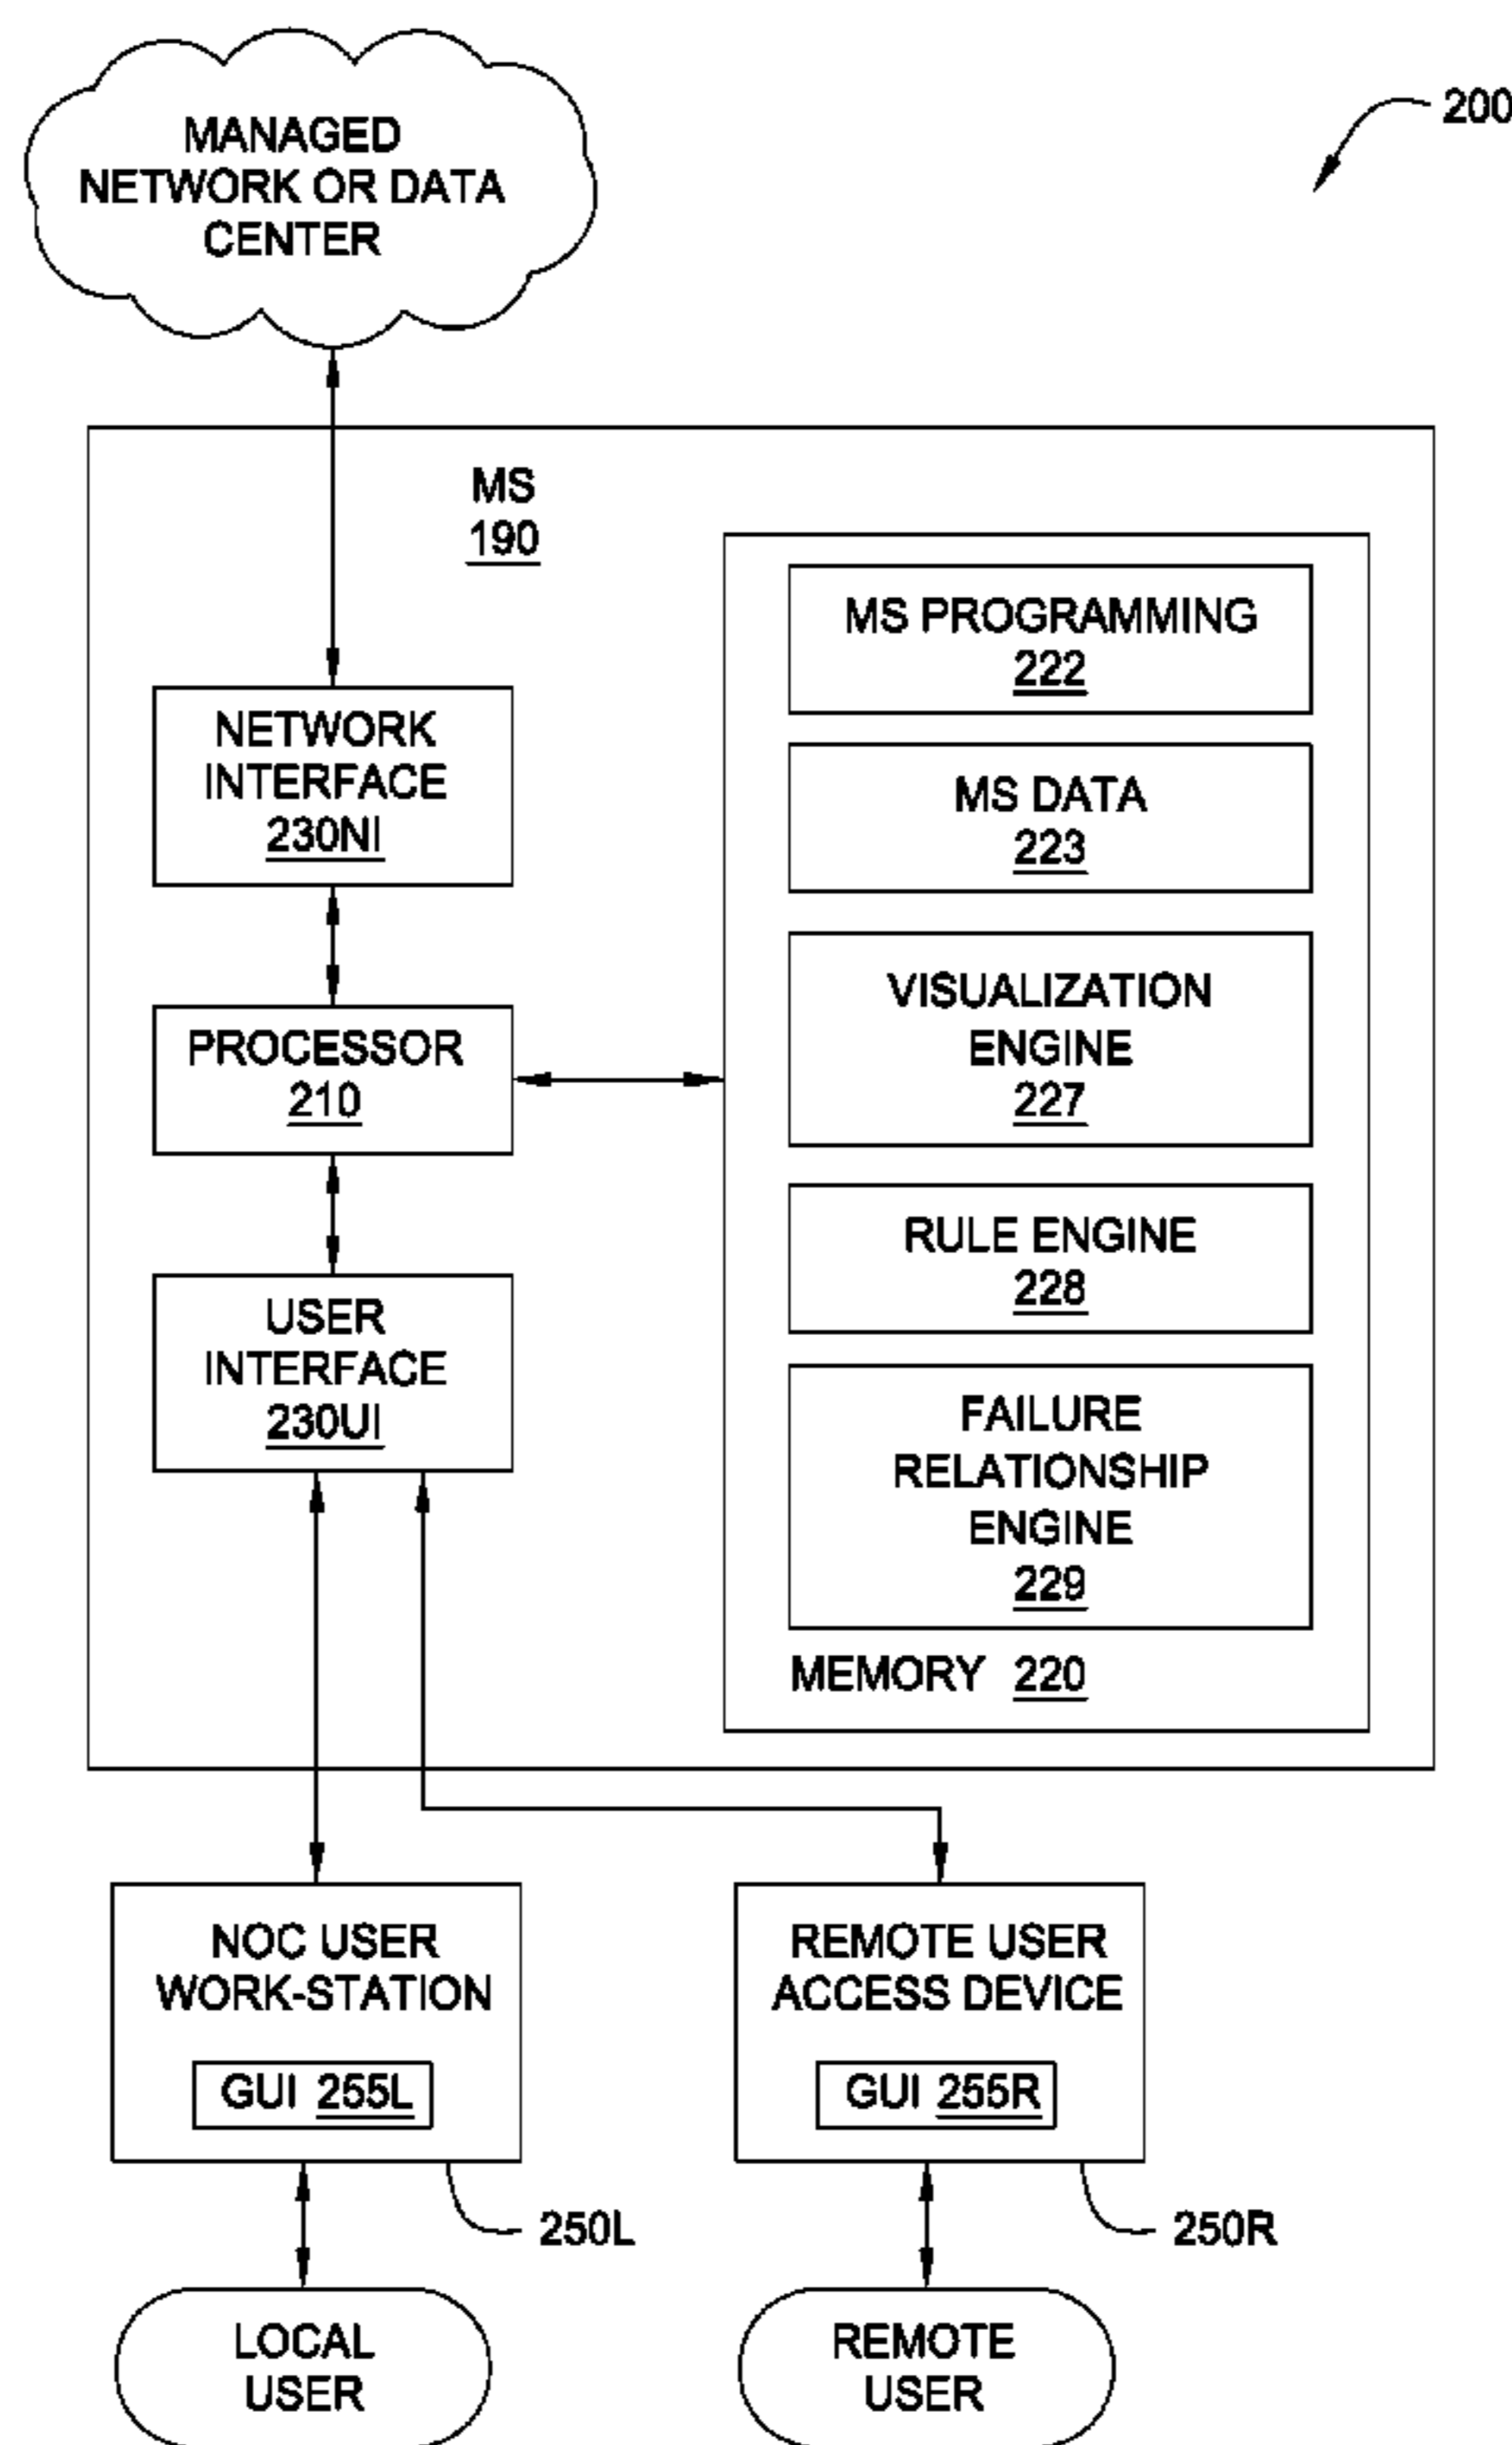 200
MANAGED
NETWORK OR DATA
CENTER
MS
190
NETWORK
INTERFACE
230NI
PROCESSOR
210
USER
INTERFACE
230UI
MS PROGRAMMING
222
MS DATA
223
VISUALIZATION
ENGINE
227
RULE ENGINE
228
FAILURE
RELATIONSHIP
ENGINE
229
MEMORY 220
NOC USER
WORK-STATION
GUI 255L
250L
REMOTE USER
ACCESS DEVICE
GUI 255R
250R
LOCAL
USER
REMOTE
USER